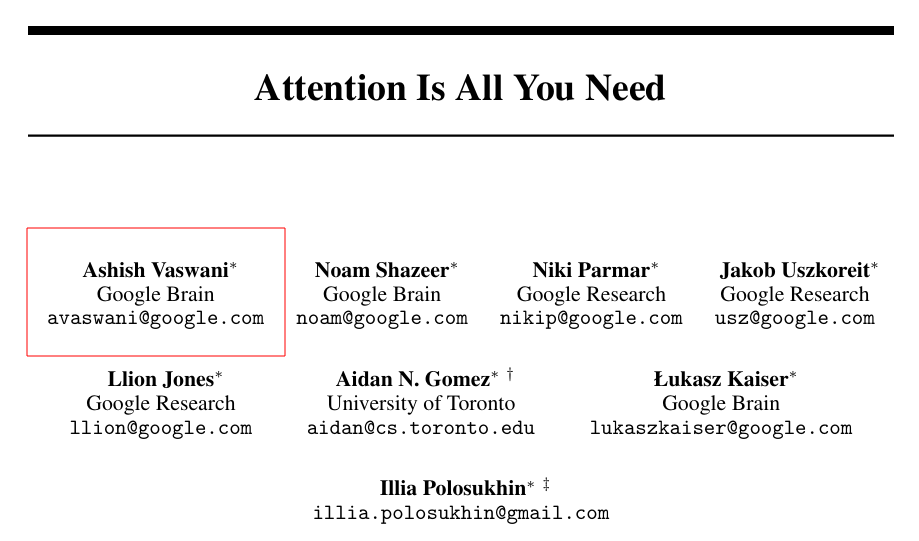 Attention Is All You Need
Ashish Vaswani∗ Noam Shazeer∗ Niki Parmar∗ Jakob Uszkoreit∗
Google Brain Google Brain Google Research Google Research
avaswani@google.com noam@google.com nikip@google.com usz@google.com
Llion Jones∗ Aidan N. Gomez∗ † Łukasz Kaiser∗
Google Research University of Toronto Google Brain
llion@google.com aidan@cs.toronto.edu lukaszkaiser@google.com
Illia Polosukhin∗ ‡
illia.polosukhin@gmail.com